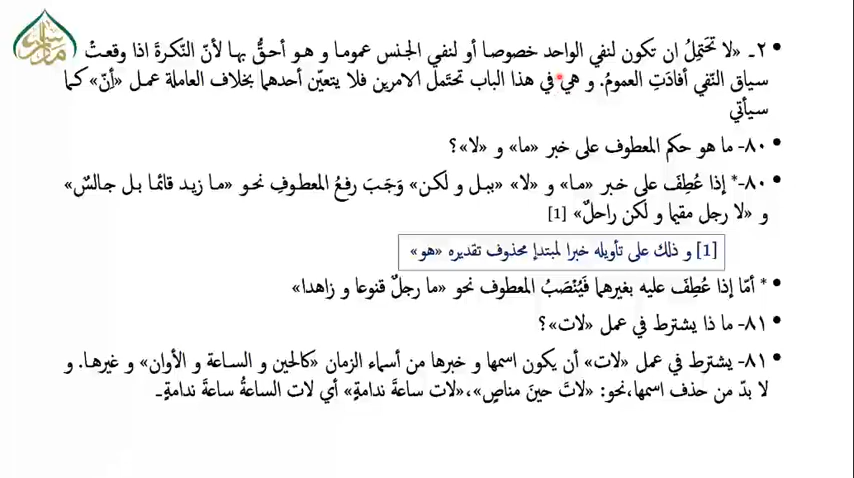 ٢ـ «لا تَحْتَمِلُ ان تكون لنفي الواحد خصوصا أو لنفي الجنس عموما و هو أحقُّ بها لأنّ النّكرةَ اذا وقعتْ
سياق النّفي أفادَتِ العمومُ. و هي في هذا الباب تحتمل الامرين فلا يتعيّن أحدهما بخلاف العاملة عمل «أنّ» كما
سيأتي
٨٠- ما هو حكم المعطوف على خبر «ما» و «لا»؟
٨٠-* إذا عُطِفَ على خبر «ما» و «لا» «ببل و لكن» وَجَبَ رفعُ المعطوفِ نحو «ما زيد قائما بل جالسٌ»
و «لا رجل مقيما و لكن راحلٌ» [1]
[1] و ذلك على تأويله خبرا لمبتدإ محذوف تقديره «هو»
* أمّا إذا عُطِفَ عليه بغيرهما فَيُنْصَبُ المعطوف نحو «ما رجلٌ قنوعا و زاهدا»
٨١- ما ذا يشترط في عمل «لات»؟
٨١- يشترط في عمل «لات» أن يكون اسمها و خبرها من أسماء الزمان «كالحين و الساعة و الأوان» و غيرها. و
لا بدّ من حذف اسمها،نحو: «لاتَ حينَ مناصٍ»،«لات ساعةَ ندامةٍ» أي لات الساعةُ ساعةَ ندامةٍ۔